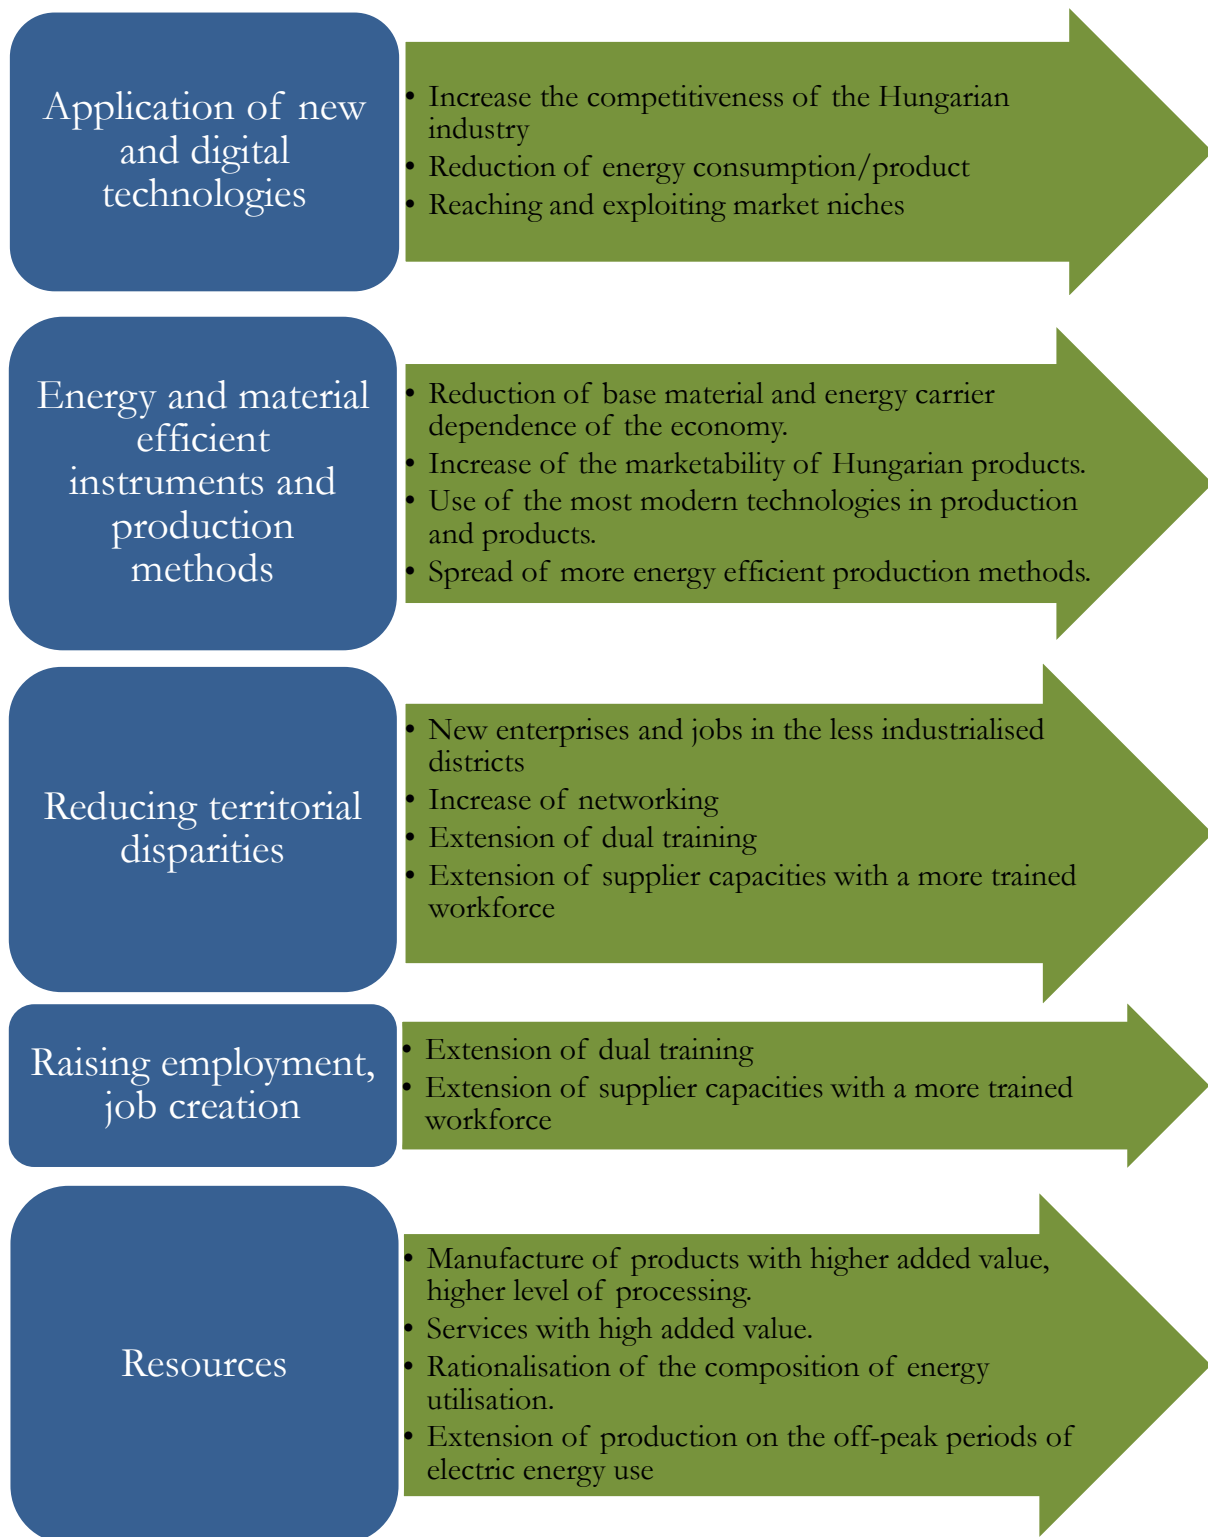 Application of new
and digital
technologies
• Increase the competitiveness of the Hungarian
industry
• Reduction of energy consumption/product
• Reaching and exploiting market niches
Energy and material
efficient
instruments and
production
methods
• Reduction of base material and energy carrier
dependence of the economy.
• Increase of the marketability of Hungarian products.
• Use of the most modern technologies in production
and products.
• Spread of more energy efficient production methods.
Reducing territorial
disparities
• New enterprises and jobs in the less industrialised
districts
• Increase of networking
• Extension of dual training
• Extension of supplier capacities with a more trained
workforce
Raising employment,
job creation
• Extension of dual training
• Extension of supplier capacities with a more trained
workforce
Resources
• Manufacture of products with higher added value,
higher level of processing.
• Services with high added value.
• Rationalisation of the composition of energy
utilisation.
• Extension of production on the off-peak periods of
electric energy use